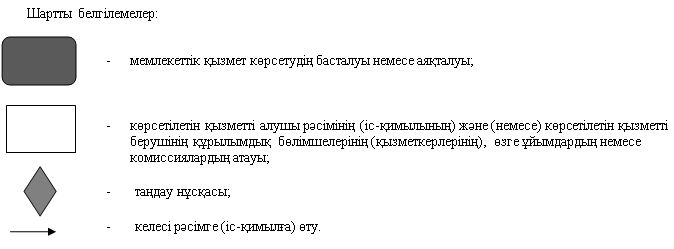 Шартты белгілемелер:
- мемлекеттік қызмет көрсетудің басталуы немесе аяқталуы;
- көрсетілетін қызметті алушы рәсімінің (іс-қимылының) және (немесе) көрсетілетін қызметті
берушінің құрылымдық бөлімшелерінің (қызметкерлерінің), өзге ұйымдардың немесе
комиссиялардың атауы;
- таңдау нұсқасы;
- келесі рәсімге (іс-қимылға) өту.